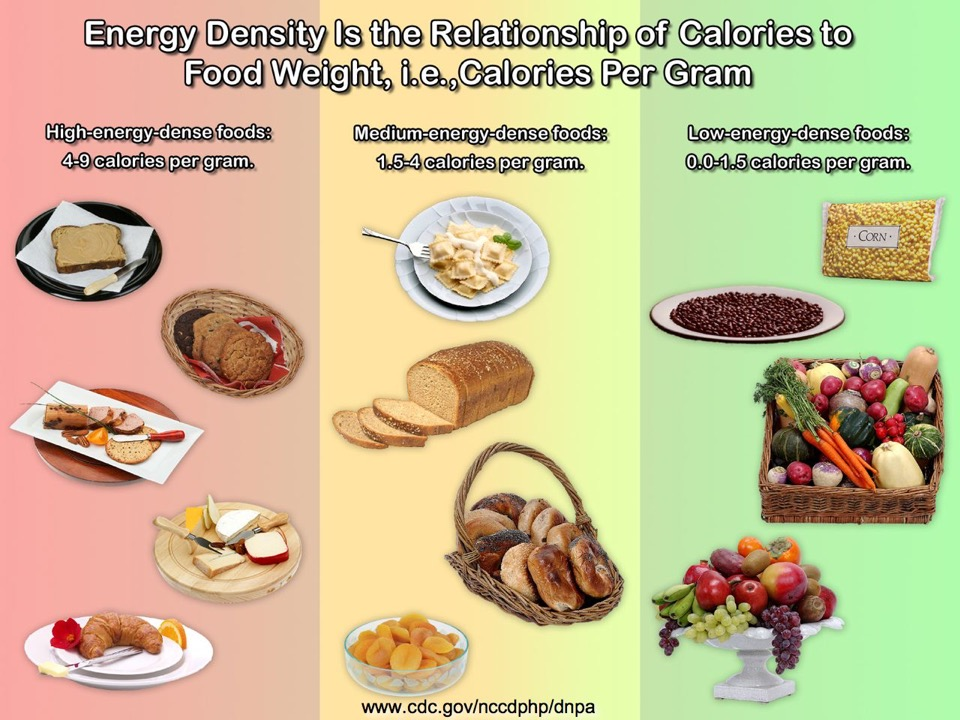 Energy Density Is the Relationship of Calories to
Food Weight, i.e.,Calories Per Gram
High-energy-dense foods:
4-9 calories per gram.
Medium-energy-dense foods:
1.5-4 calories per gram.
Low-energy-dense foods:
0.0-1.5 calories per gram.
· CORN ·
www.cdc.gov/nccdphp/dnpa